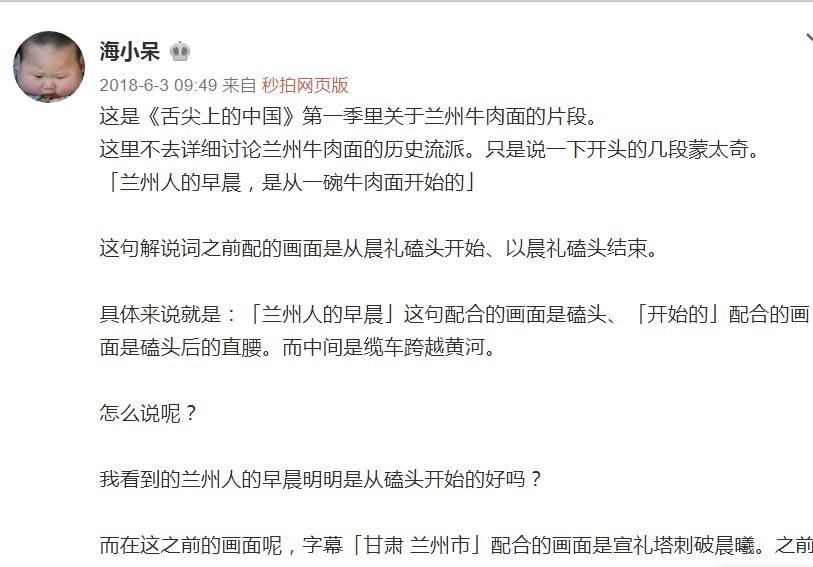 海小呆
2018-6-3 09:49 来自 秒拍网页版
这是《舌尖上的中国》第一季里关于兰州牛肉面的片段。
这里不去详细讨论兰州牛肉面的历史流派。只是说一下开头的几段蒙太奇。
「兰州人的早晨，是从一碗牛肉面开始的」
这句解说词之前配的画面是从晨礼磕头开始、以晨礼磕头结束。
具体来说就是：「兰州人的早晨」这句配合的画面是磕头、「开始的」配合的画
面是磕头后的直腰。而中间是缆车跨越黄河。
怎么说呢？
我看到的兰州人的早晨明明是从磕头开始的好吗？
而在这之前的画面呢，字幕「甘肃 兰州市」配合的画面是宣礼塔刺破晨曦。之前